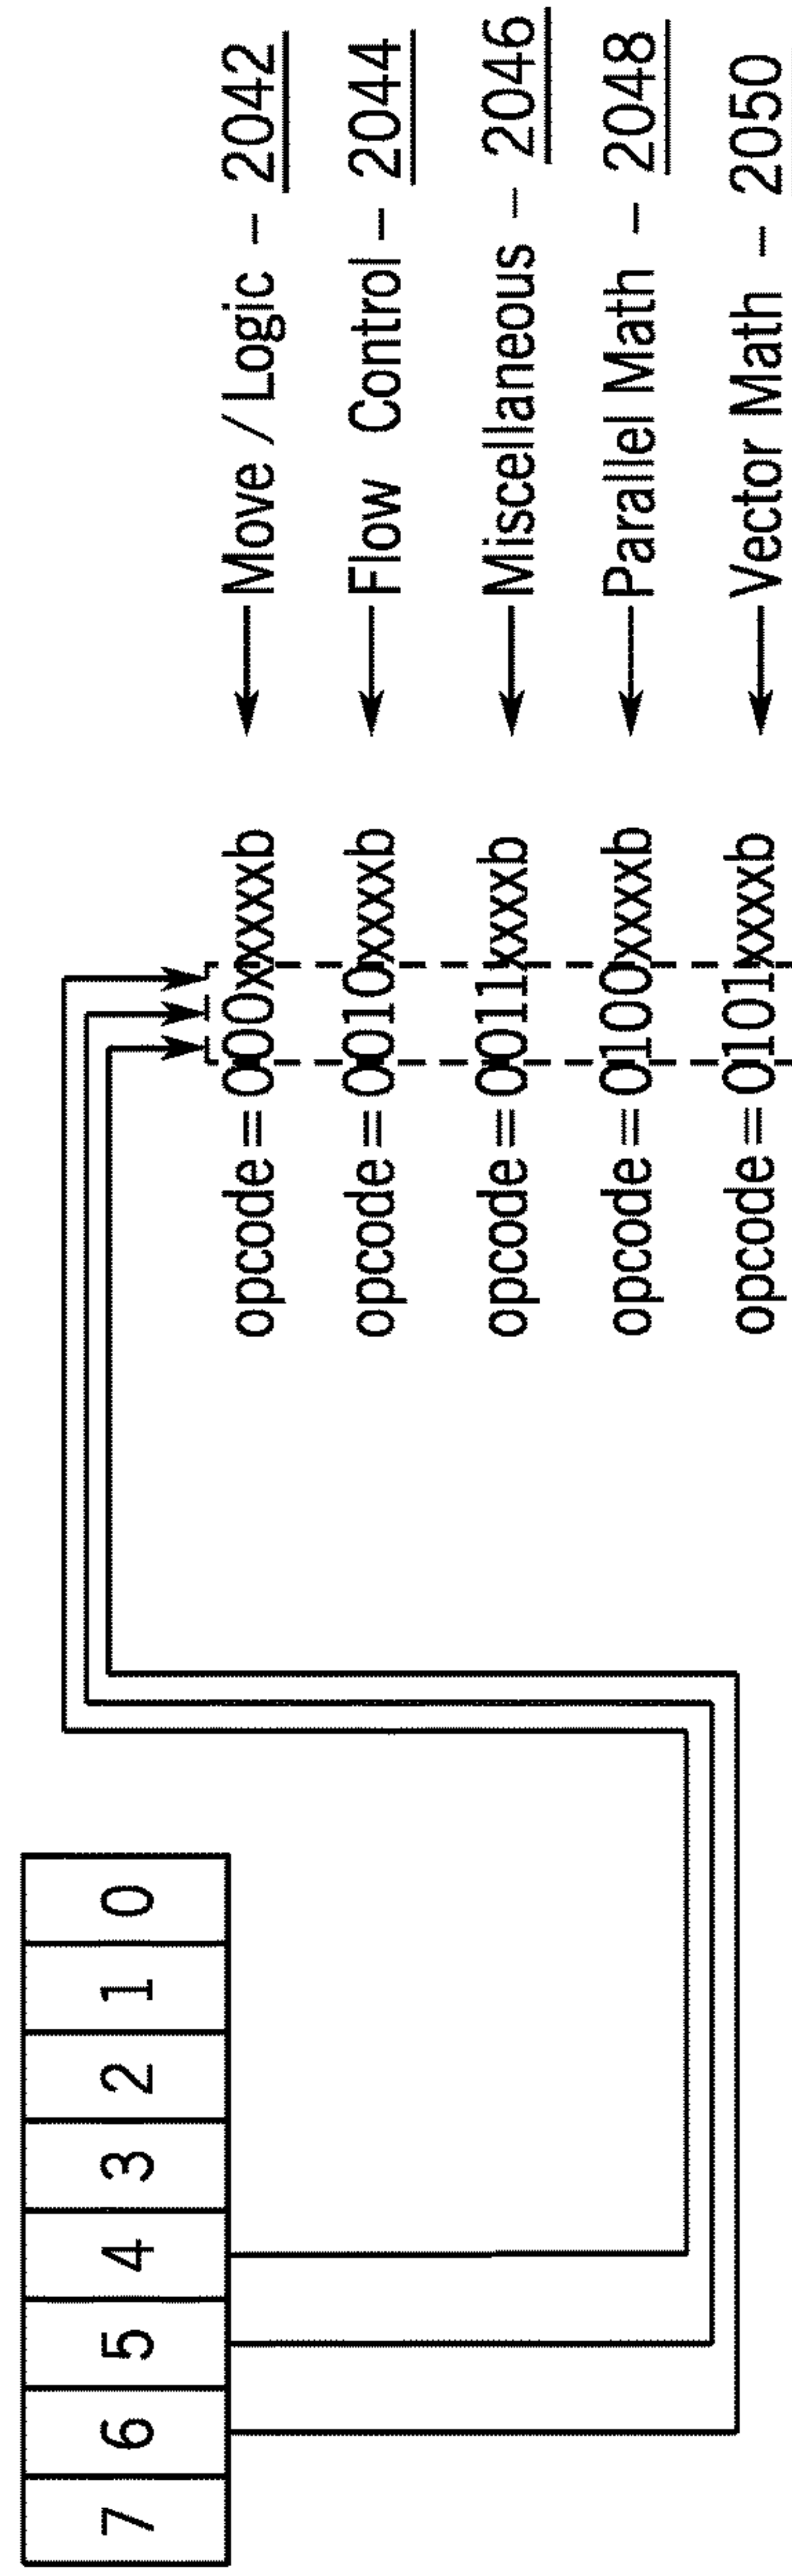 7 6 5 4 3 2 1 0
opcode = 000xxxxxb ← Move / Logic – 2042
opcode = 0010xxxxb ← Flow Control – 2044
opcode = 0011xxxxb ← Miscellaneous – 2046
opcode = 0100xxxxb ← Parallel Math – 2048
opcode = 0101xxxxb ← Vector Math – 2050